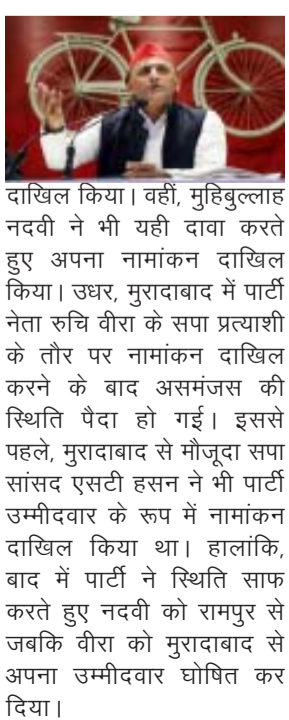 दाखिल किया। वहीं, मुहिबुल्लाह
नदवी ने भी यही दावा करते
हुए अपना नामांकन दाखिल
किया। उधर, मुरादाबाद में पार्टी
नेता रुचि वीरा के सपा प्रत्याशी
के तौर पर नामांकन दाखिल
करने के बाद असमंजस की
स्थिति पैदा हो गई। इससे
पहले, मुरादाबाद से मौजूदा सपा
सांसद एसटी हसन ने भी पार्टी
उम्मीदवार के रूप में नामांकन
दाखिल किया था। हालांकि,
बाद में पार्टी ने स्थिति साफ
करते हुए नदवी को रामपुर से
जबकि वीरा को मुरादाबाद से
अपना उम्मीदवार घोषित कर
दिया।